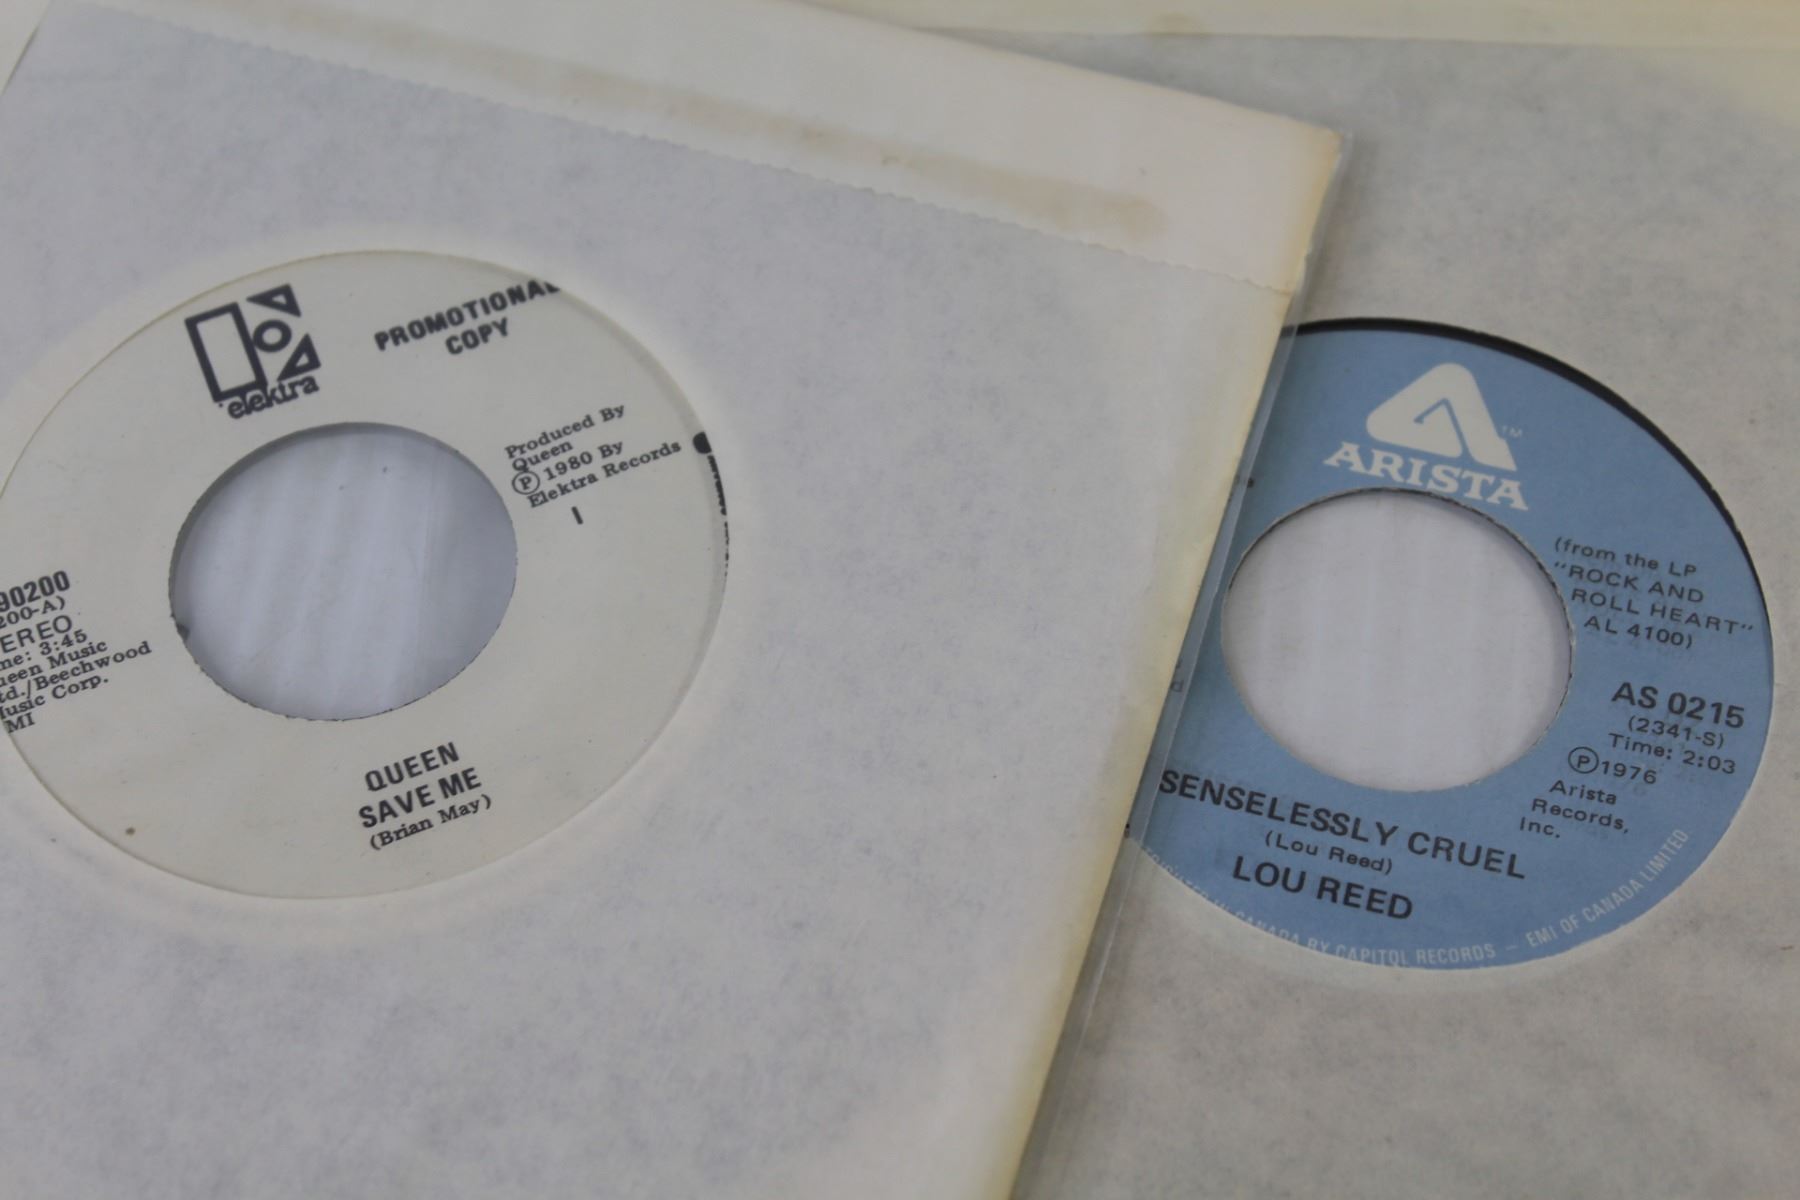 elektra
PROMOTIONAL
COPY
Produced By
Queen
Ⓟ 1980 By
Elektra Records
I
90200
200-A)
EREO
me: 3:45
ueen Music
td./Beechwood
Music Corp.
MI
QUEEN
SAVE ME
(Brian May)
ARISTA™
(from the LP
"ROCK AND
ROLL HEART"
AL 4100)
AS 0215
(2341-S)
Time: 2:03
Ⓟ1976
Arista
Records,
Inc.
SENSELESSLY CRUEL
(Lou Reed)
LOU REED
IN CANADA BY CAPITOL RECORDS – EMI OF CANADA LIMITED